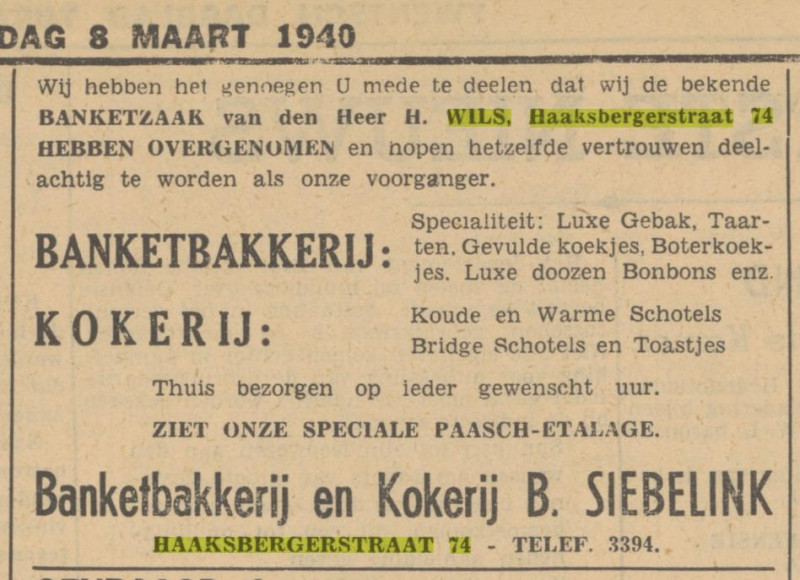 DAG 8 MAART 1940
Wij hebben het genoegen U mede te deelen dat wij de bekende
BANKETZAAK van den Heer H. WILS, Haaksbergerstraat 74
HEBBEN OVERGENOMEN en hopen hetzelfde vertrouwen deel-
achtig te worden als onze voorganger.
BANKETBAKKERIJ:
Specialiteit: Luxe Gebak, Taar-
ten, Gevulde koekjes, Boterkoek-
jes. Luxe doozen Bonbons enz.
KOKERIJ:
Koude en Warme Schotels
Bridge Schotels en Toastjes
Thuis bezorgen op ieder gewenscht uur.
ZIET ONZE SPECIALE PAASCH-ETALAGE.
Banketbakkerij en Kokerij B. SIEBELINK
HAAKSBERGERSTRAAT 74 - TELEF. 3394.